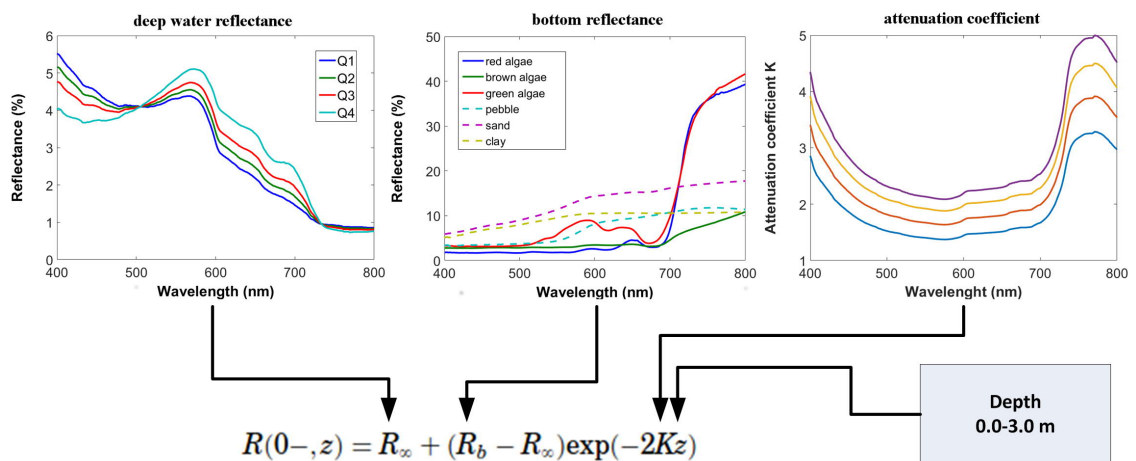 deep water reflectance
bottom reflectance
attenuation coefficient
Reflectance (%)
6
5
4
3
2
1
0
400
500
600
700
800
Wavelength (nm)
Q1
Q2
Q3
Q4
Reflectance (%)
50
40
30
20
10
0
400
500
600
700
800
Wavelength (nm)
red algae
brown algae
green algae
pebble
sand
clay
Attenuation coefficient K
5
4
3
2
1
400
500
600
700
800
Wavelenght (nm)
Depth
0.0-3.0 m
R(0−, z) = R∞ + (Rb − R∞)exp(−2Kz)